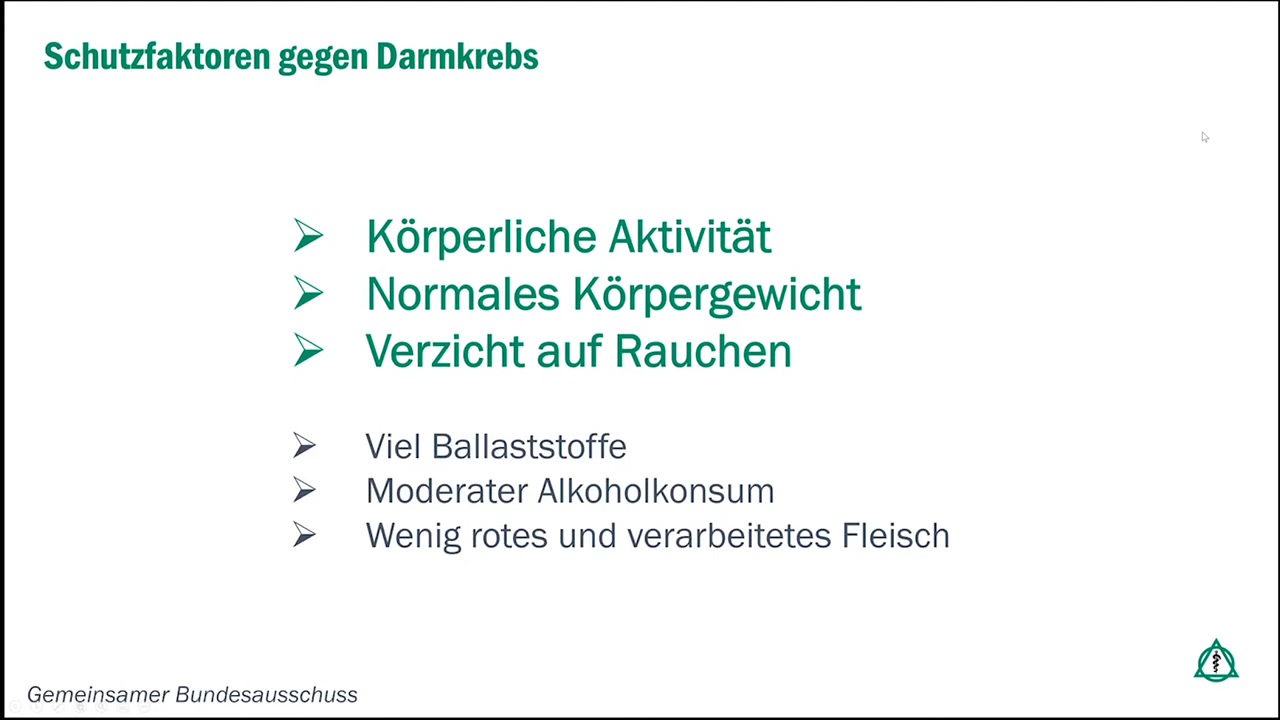 Schutzfaktoren gegen Darmkrebs
Körperliche Aktivität
Normales Körpergewicht
Verzicht auf Rauchen
Viel Ballaststoffe
Moderater Alkoholkonsum
Wenig rotes und verarbeitetes Fleisch
Gemeinsamer Bundesausschuss